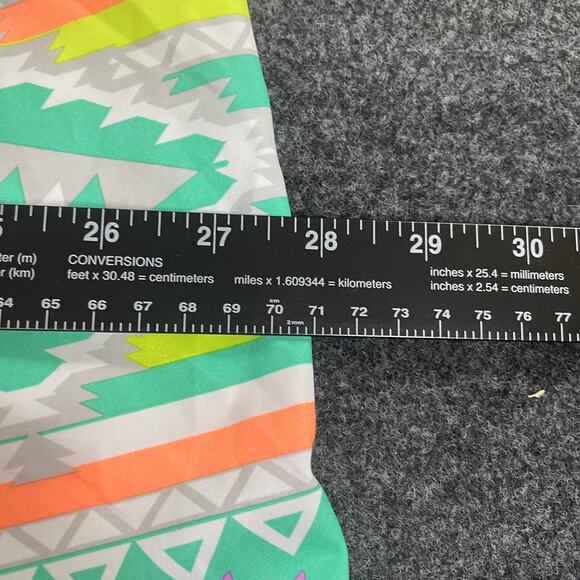 26 27 28 29 30
ter (m) CONVERSIONS inches x 25.4 = millimeters
r (km) feet x 30.48 = centimeters miles x 1.609344 = kilometers inches x 2.54 = centimeters
cm
64 65 66 67 68 69 70 71 72 73 74 75 76 77
2 mm